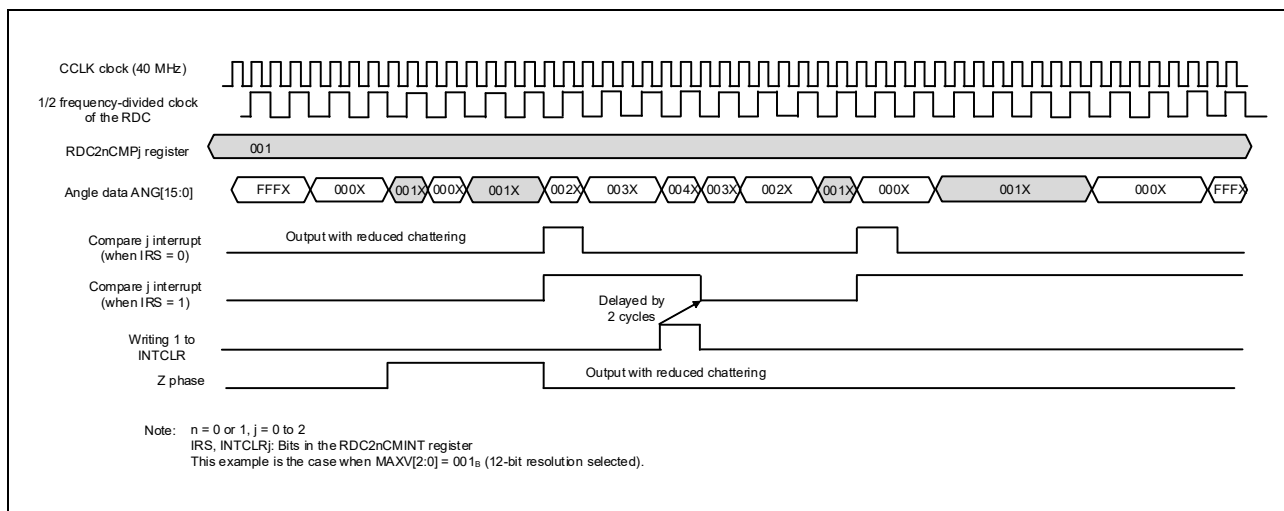 CCLK clock (40 MHz)
1/2 frequency-divided clock
of the RDC
RDC2nCMPj register
001
Angle data ANG[15:0]
FFFX 000X 001X 000X 001X 002X 003X 004X 003X 002X 001X 000X 001X 000X FFFX
Compare j interrupt
(when IRS = 0)
Output with reduced chattering
Compare j interrupt
(when IRS = 1)
Delayed by
2 cycles
Writing 1 to
INTCLR
Z phase
Output with reduced chattering
Note: n = 0 or 1, j = 0 to 2
IRS, INTCLRj: Bits in the RDC2nCMINT register
This example is the case when MAXV[2:0] = 001B (12-bit resolution selected).